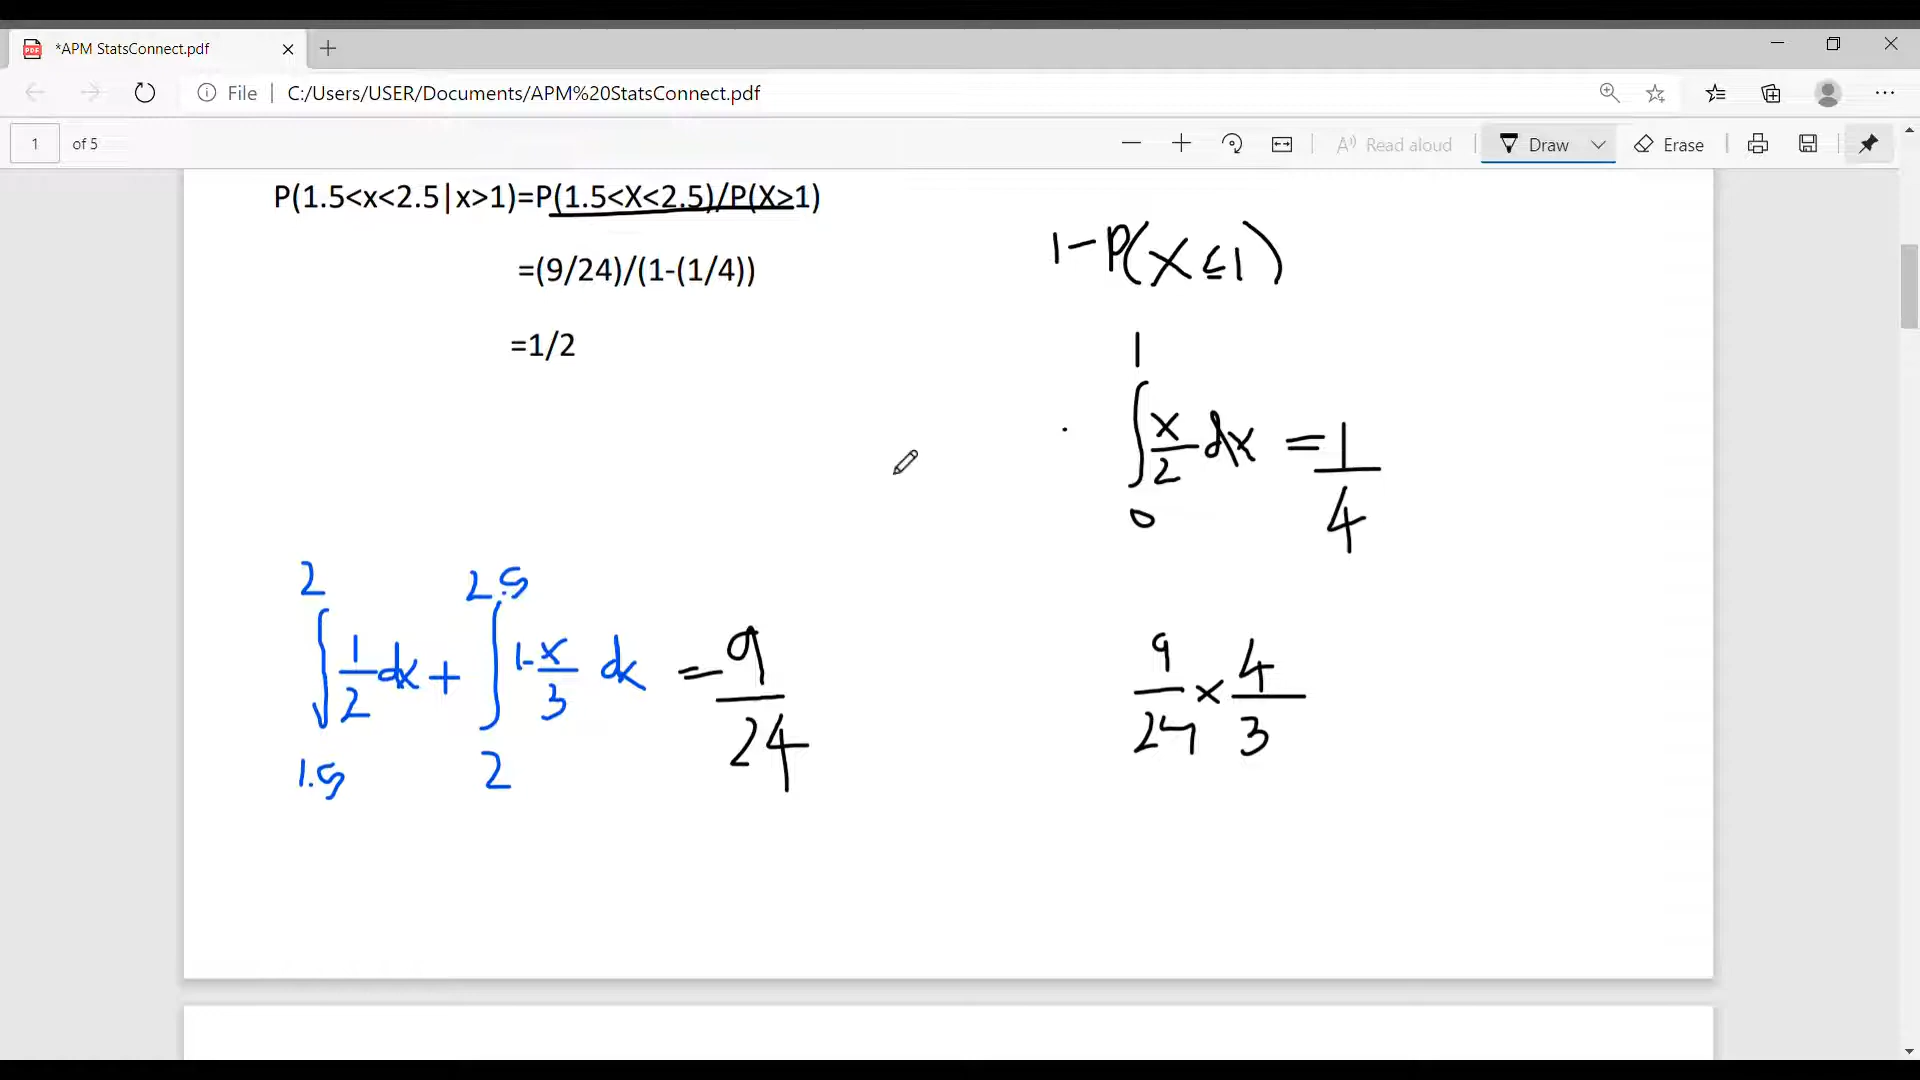 *APM StatsConnect.pdf
File | C:/Users/USER/Documents/APM%20StatsConnect.pdf
1 of 5
Read aloud
Draw
Erase
P(1.5<x<2.5|x>1)=P(1.5<X<2.5)/P(X≥1)
=(9/24)/(1-(1/4))
=1/2
1-P(X≤1)
1
∫ x/2 dx = 1/4
0
2 2.5
∫ 1/2 dx + ∫ 1-x/3 dx = 9/24
1.5 2
9/24 × 4/3